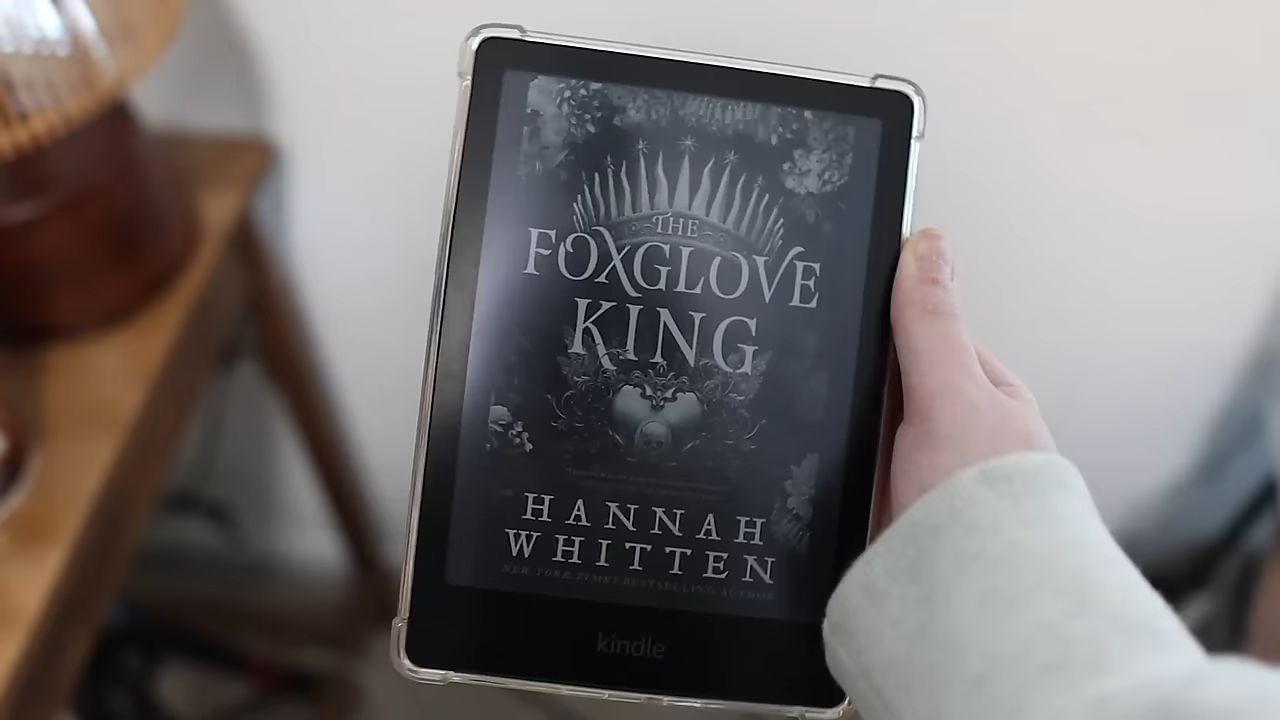 THE
FOXGLOVE
KING
HANNAH
WHITTEN
NEW YORK TIMES BESTSELLING AUTHOR
kindle